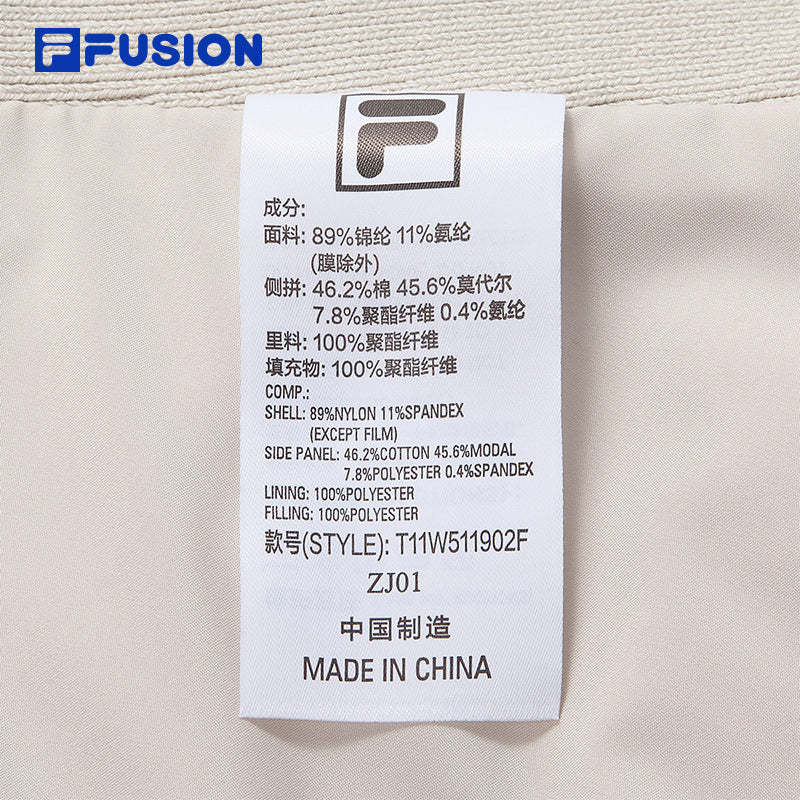 FUSION
F
成分:
面料: 89%锦纶 11%氨纶
(膜除外)
侧拼: 46.2%棉 45.6%莫代尔
7.8%聚酯纤维 0.4%氨纶
里料: 100%聚酯纤维
填充物: 100%聚酯纤维
COMP.:
SHELL: 89%NYLON 11%SPANDEX
(EXCEPT FILM)
SIDE PANEL: 46.2%COTTON 45.6%MODAL
7.8%POLYESTER 0.4%SPANDEX
LINING: 100%POLYESTER
FILLING: 100%POLYESTER
款号(STYLE): T11W511902F
ZJ01
中国制造
MADE IN CHINA